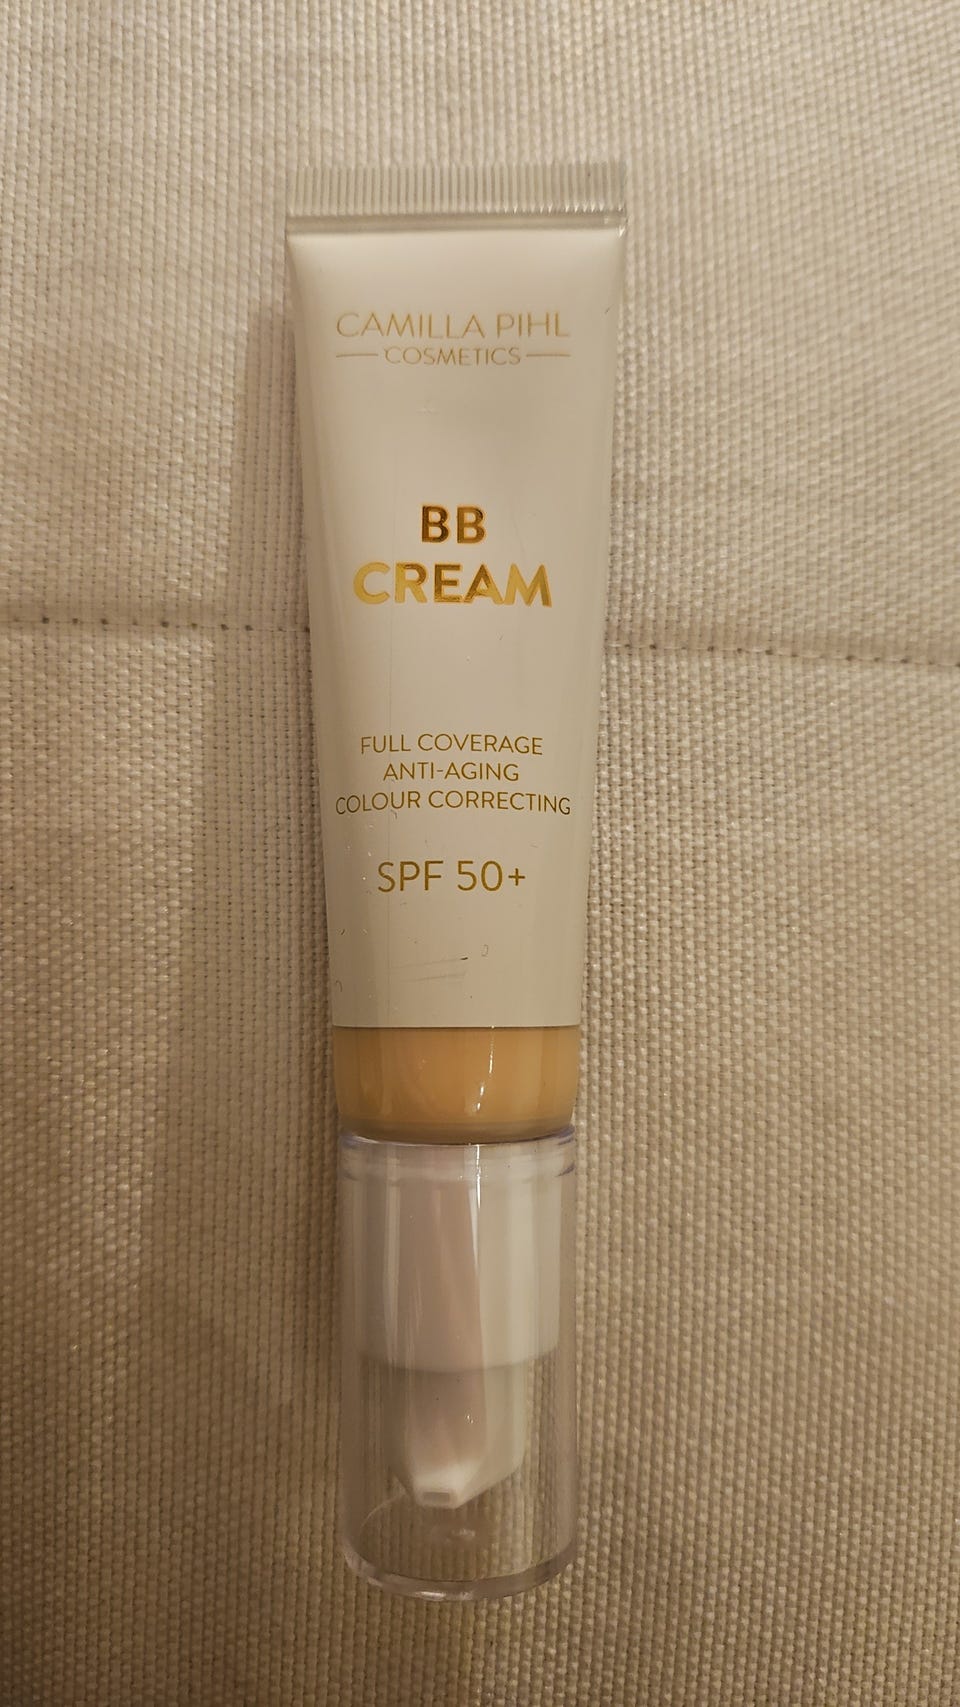 CAMILLA PIHL
COSMETICS
BB
CREAM
FULL COVERAGE
ANTI-AGING
COLOUR CORRECTING
SPF 50+